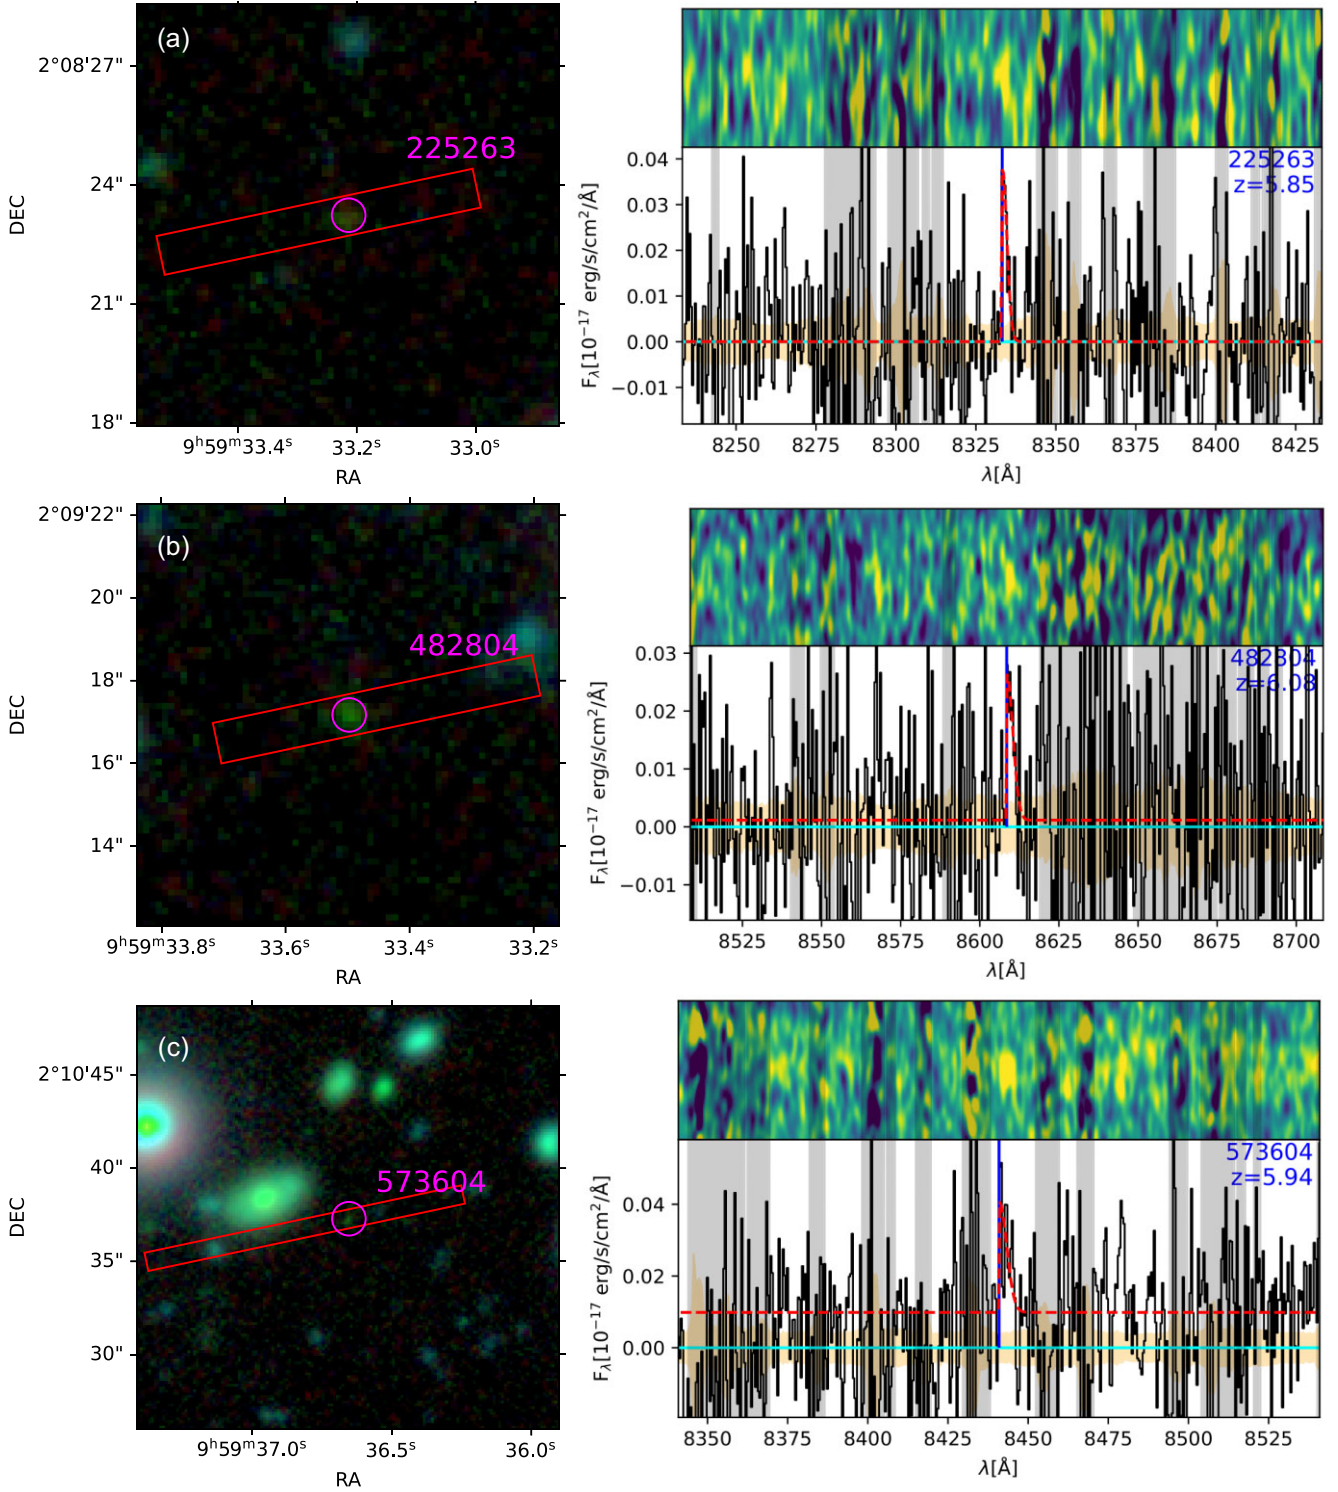 (a)
225263
2°08'27"
24"
21"
18"
DEC
9ʰ59ᵐ33.4ˢ
33.2ˢ
33.0ˢ
RA
225263
z=5.85
0.04
0.03
0.02
0.01
0.00
−0.01
F_λ[10⁻¹⁷ erg/s/cm²/Å]
8250
8275
8300
8325
8350
8375
8400
8425
λ[Å]
(b)
482804
2°09'22"
20"
18"
16"
14"
DEC
9ʰ59ᵐ33.8ˢ
33.6ˢ
33.4ˢ
33.2ˢ
RA
482804
z=6.08
0.03
0.02
0.01
0.00
−0.01
F_λ[10⁻¹⁷ erg/s/cm²/Å]
8525
8550
8575
8600
8625
8650
8675
8700
λ[Å]
(c)
573604
2°10'45"
40"
35"
30"
DEC
9ʰ59ᵐ37.0ˢ
36.5ˢ
36.0ˢ
RA
573604
z=5.94
0.04
0.02
0.00
F_λ[10⁻¹⁷ erg/s/cm²/Å]
8350
8375
8400
8425
8450
8475
8500
8525
λ[Å]